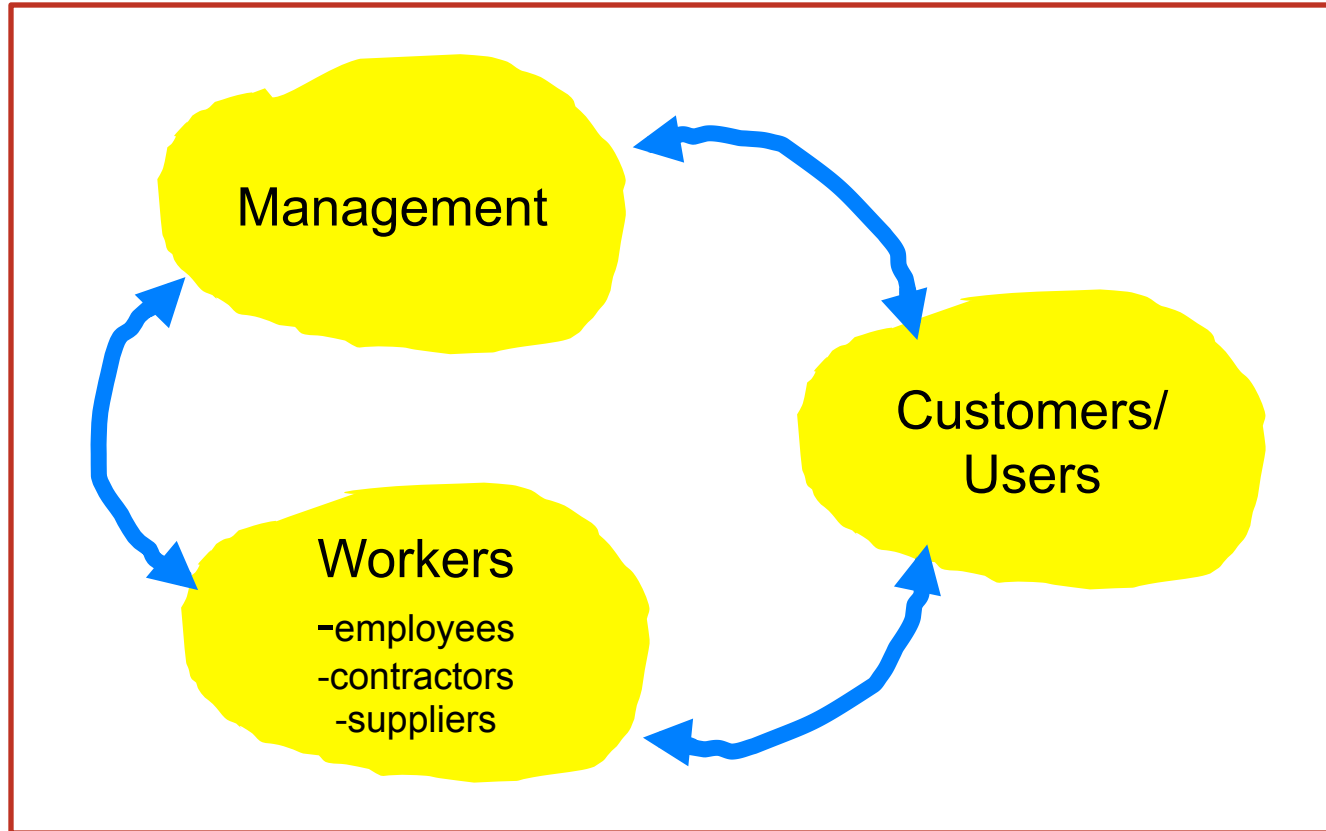 Management
Customers/
Users
Workers
-employees
-contractors
-suppliers